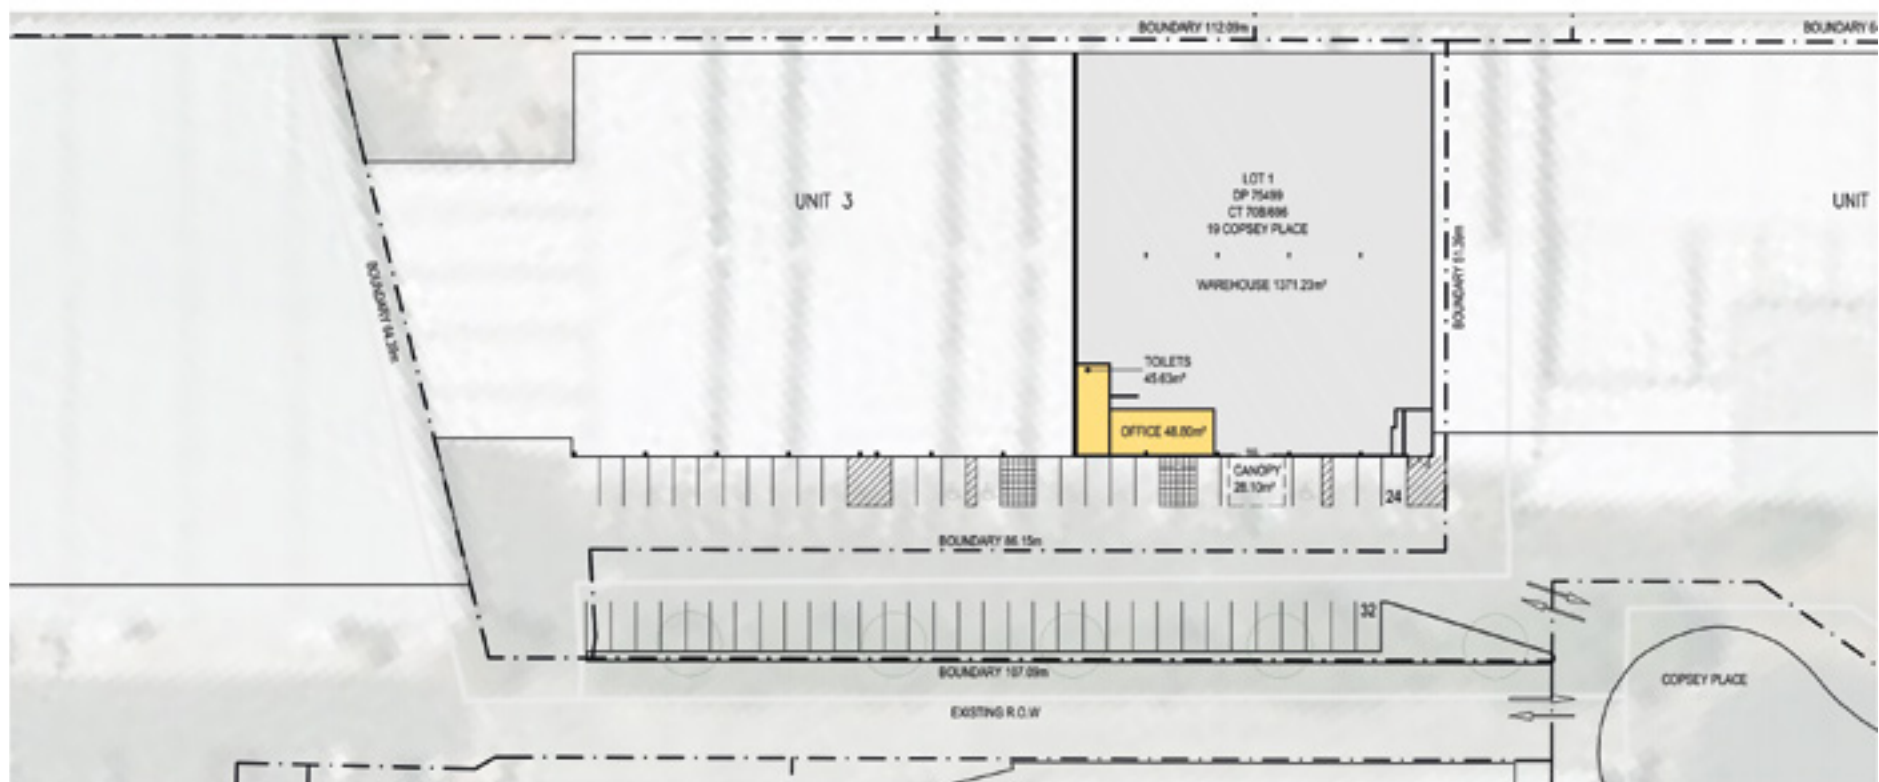 BOUNDARY 112.09m
UNIT 3
LOT 1
DP 75499
CT 70B/696
19 COPSEY PLACE
WAREHOUSE 1371.23m²
UNIT
BOUNDARY 51.39m
BOUNDARY 64.39m
TOILETS
45.63m²
OFFICE 48.80m²
CANOPY
28.10m²
24
BOUNDARY 86.15m
32
BOUNDARY 107.09m
COPSEY PLACE
EXISTING R.O.W